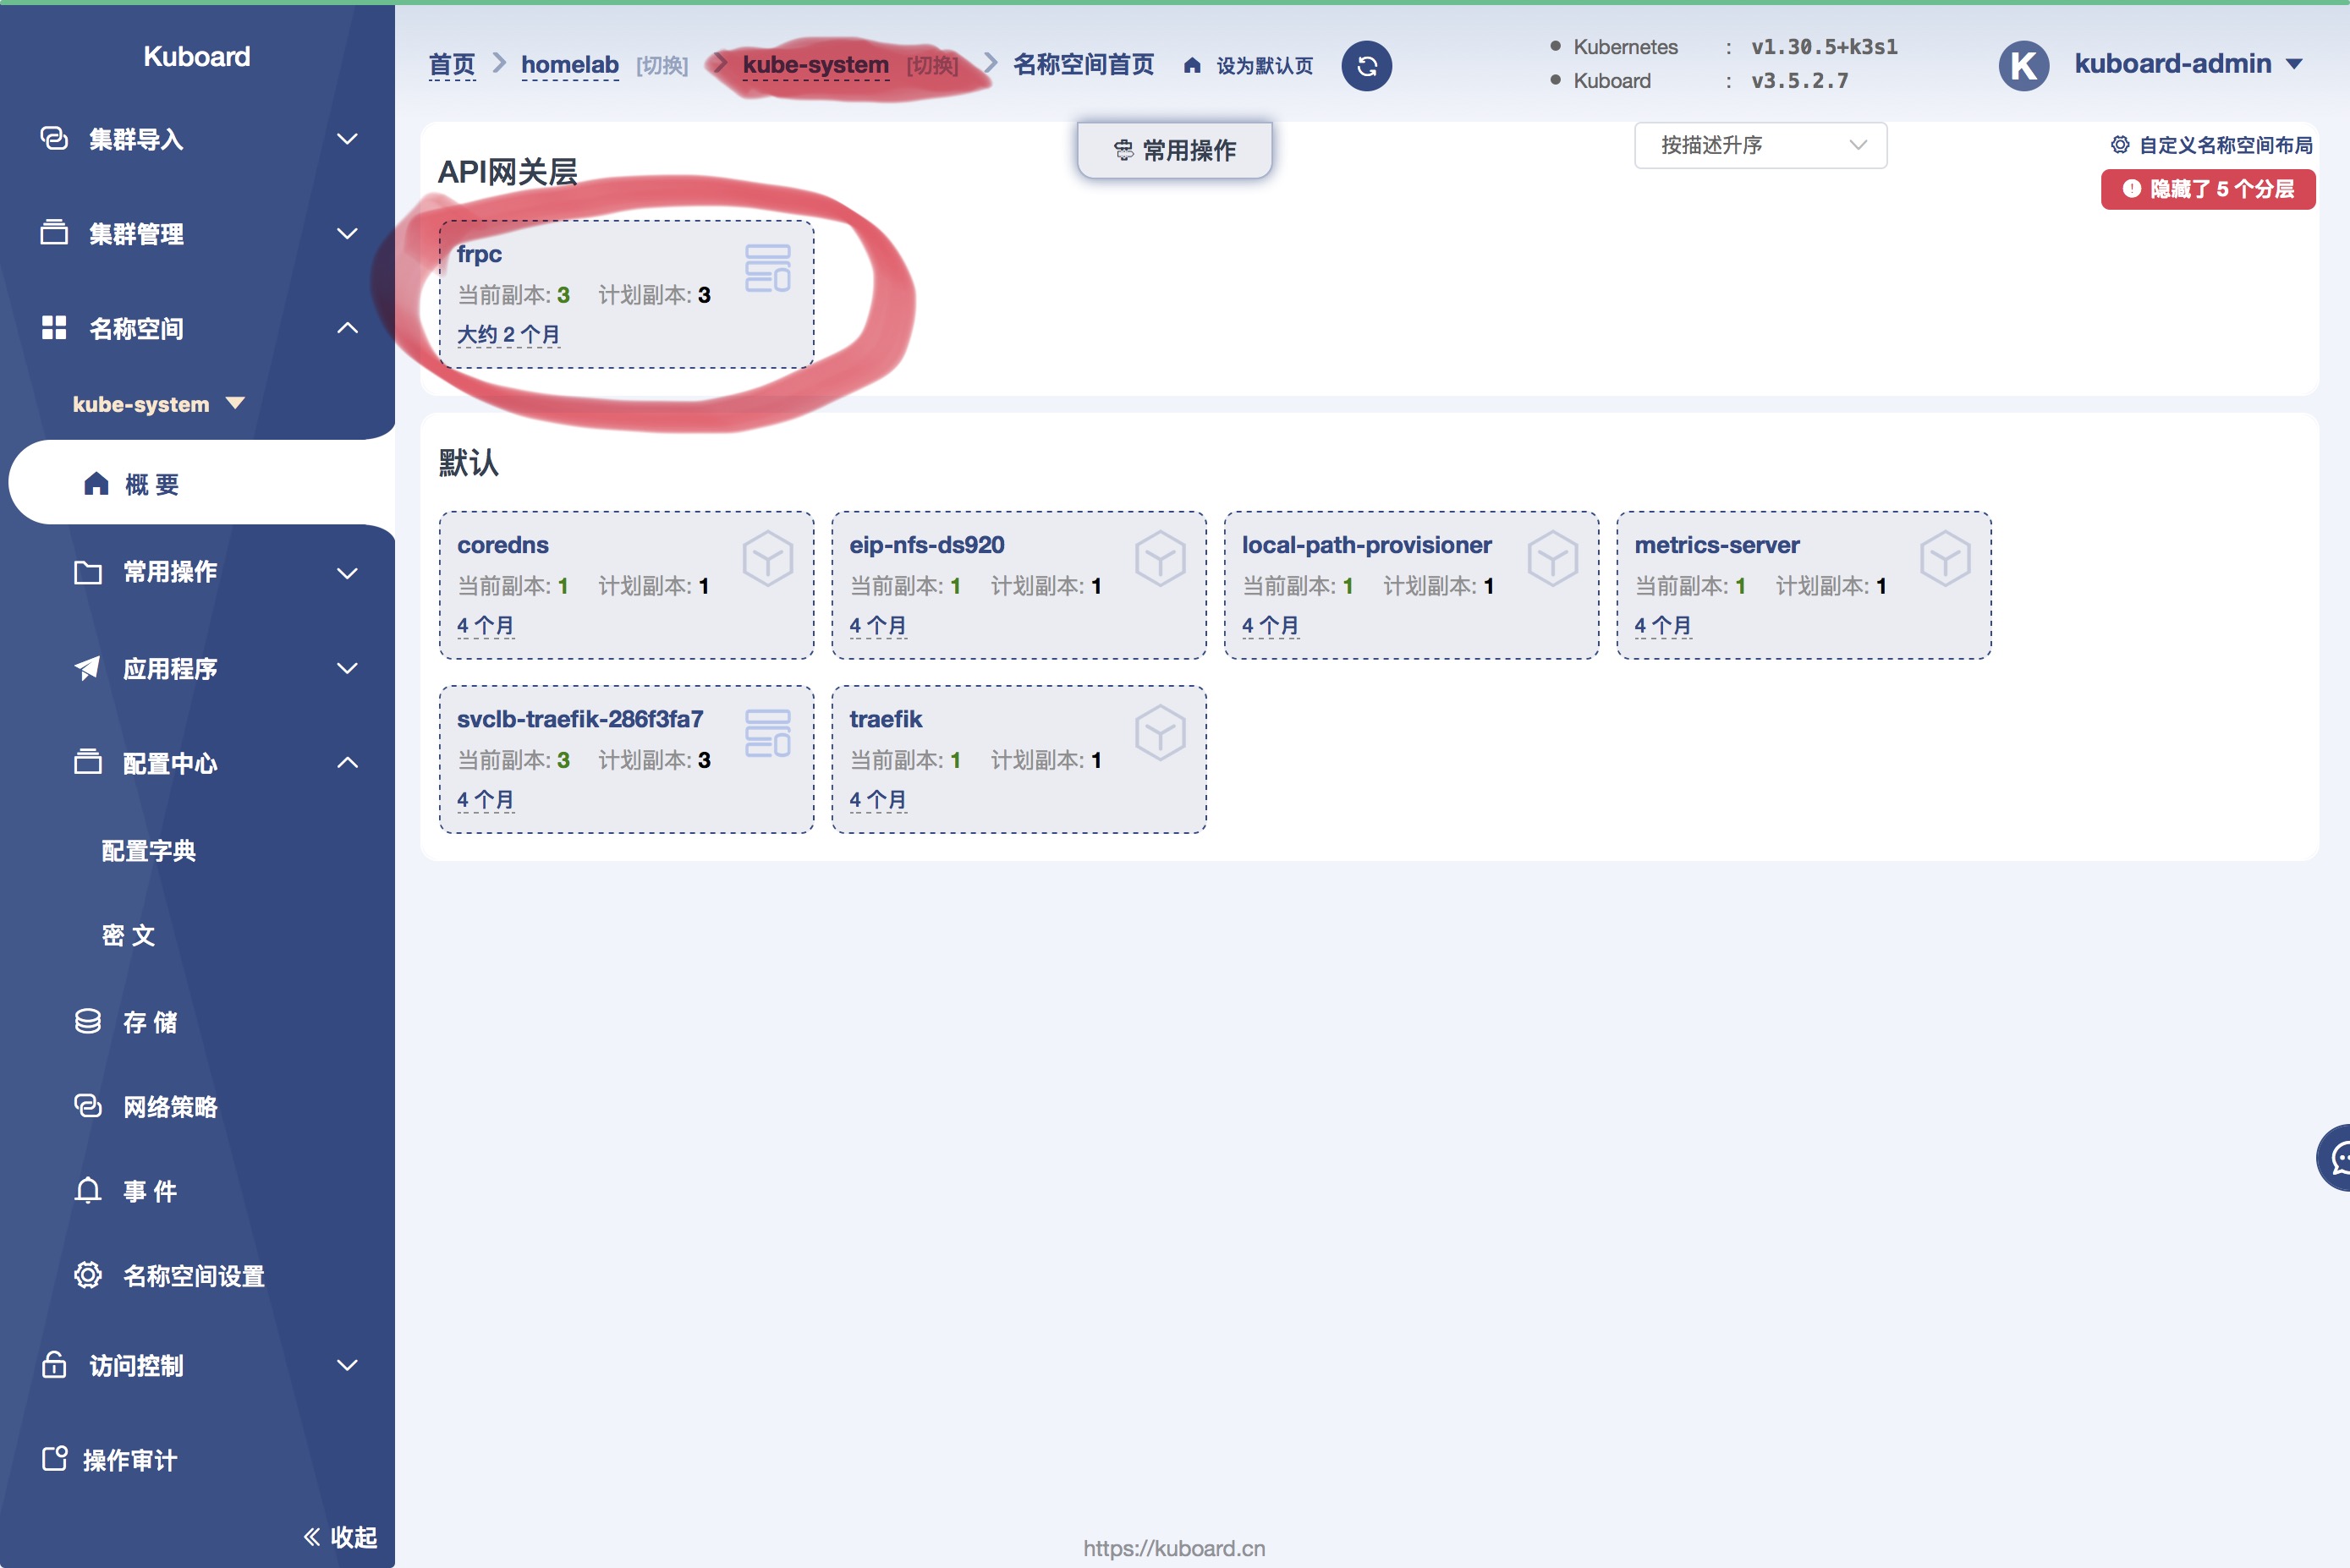 Kuboard
集群导入
集群管理
名称空间
kube-system
概 要
常用操作
应用程序
配置中心
配置字典
密 文
存 储
网络策略
事 件
名称空间设置
访问控制
操作审计
收起
首页 homelab [切换] kube-system [切换] 名称空间首页 设为默认页
Kubernetes : v1.30.5+k3s1
Kuboard : v3.5.2.7
K kuboard-admin
常用操作
按描述升序
自定义名称空间布局
隐藏了 5 个分层
API网关层
frpc
当前副本: 3 计划副本: 3
大约 2 个月
默认
coredns
当前副本: 1 计划副本: 1
4 个月
eip-nfs-ds920
当前副本: 1 计划副本: 1
4 个月
local-path-provisioner
当前副本: 1 计划副本: 1
4 个月
metrics-server
当前副本: 1 计划副本: 1
4 个月
svclb-traefik-286f3fa7
当前副本: 3 计划副本: 3
4 个月
traefik
当前副本: 1 计划副本: 1
4 个月
https://kuboard.cn